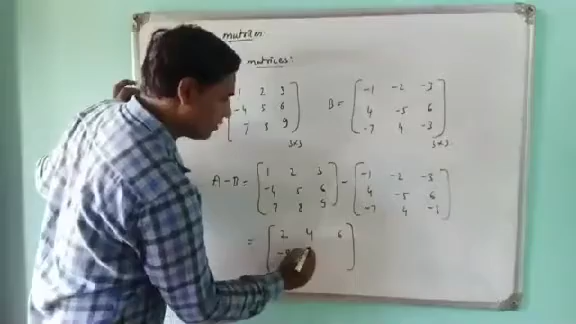 matrices
matrices:
1 2 3
-4 5 6
7 8 9
3×3
B = -1 -2 -3
4 -5 6
-7 4 -3
3×3
A - B = [1 2 3] - [-1 -2 -3]
[-4 5 6] [4 -5 6]
[7 8 9] [-7 4 -3]
= [2 4 6]